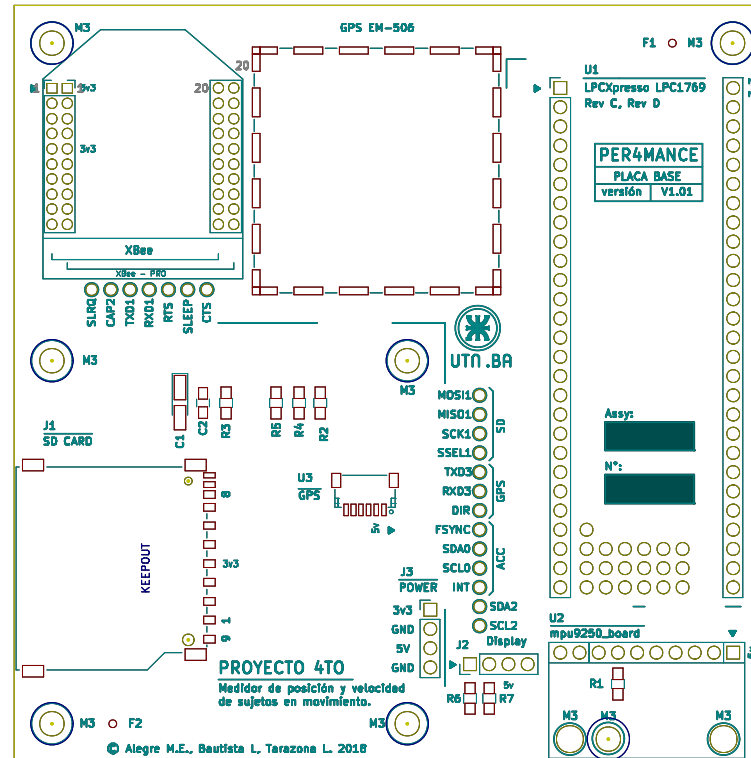 M3
GPS EM-506
F1
M3
20
1
2
3v3
20
3v3
U1
LPCXpresso LPC1769
Rev C, Rev D
PER4MANCE
PLACA BASE
versión V1.01
XBee
XBee - PRO
SLRQ
CAP2
TXD1
RXD1
RTS
SLEEP
CTS
UTN.BA
M3
M3
C1
C2
R3
R5
R4
R2
J1
SD CARD
MOSI1
MISO1
SCK1
SSEL1
SD
TXD3
RXD3
DIR
GPS
FSYNC
SDA0
SCL0
INT
ACC
SDA2
SCL2
Assy:
N°:
U3
GPS
5v
8
3v3
1
9
KEEPOUT
J3
POWER
3v3
GND
5V
GND
J2
Display
5v
R6
R7
U2
mpu9250_board
R1
M3
M3
M3
PROYECTO 4TO
Medidor de posición y velocidad
de sujetos en movimiento.
M3
F2
M3
© Alegre M.E., Bautista L, Tarazona L. 2016